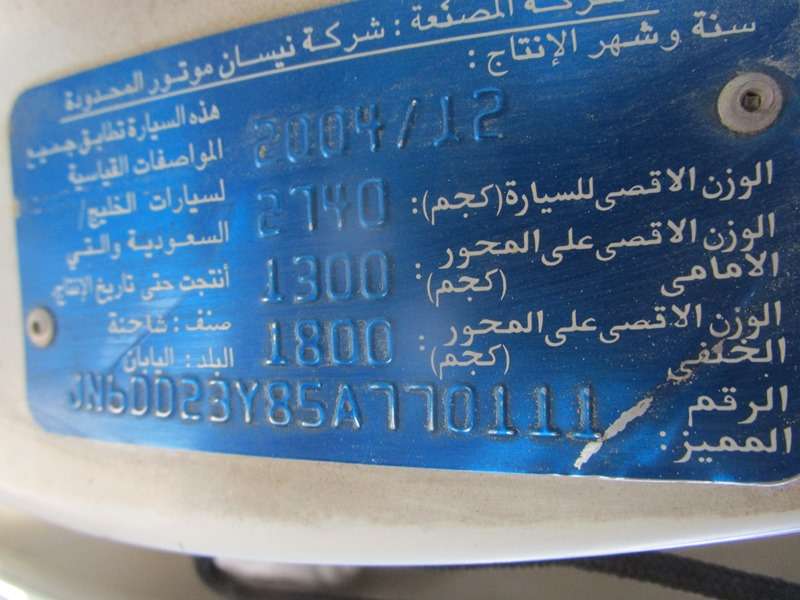 شركة المصنعة : شركة نيسان موتور المحدودة
سنة وشهر الإنتاج :
2004/12
الوزن الاقصى للسيارة (كجم): 2740
الوزن الاقصى على المحور
الامامى (كجم) : 1300
الوزن الاقصى على المحور
الخلفى (كجم) : 1800
الرقم
المميز : JN6DD23Y85A770111
هذه السيارة تطابق جميع
المواصفات القياسية
لسيارات الخليج/
السعودية والتي
أنتجت حتى تاريخ الإنتاج.
صنف : شاحنة
البلد : اليابان